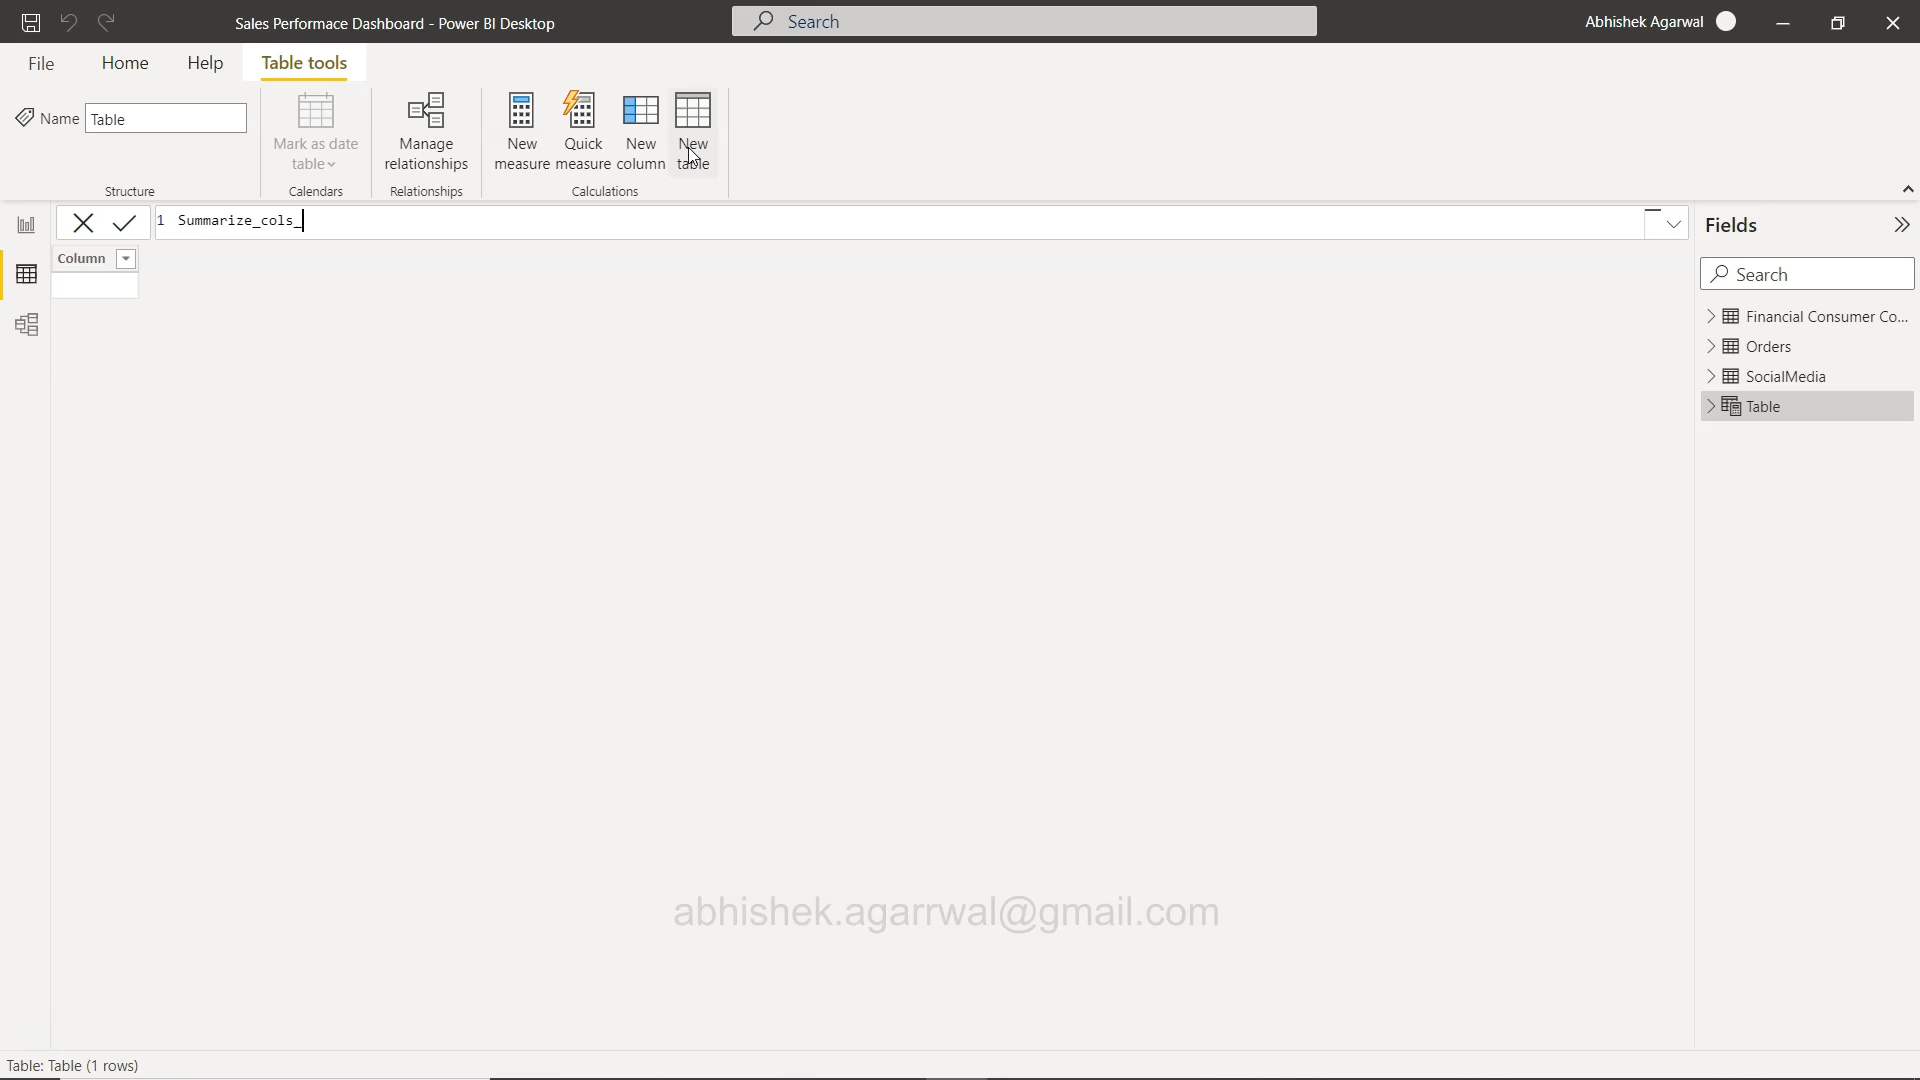 Sales Performace Dashboard - Power BI Desktop
Search
Abhishek Agarwal
File
Home
Help
Table tools
Name
Table
Mark as date
table
Manage
relationships
New
measure
Quick
measure
New
column
New
table
Structure
Calendars
Relationships
Calculations
1 Summarize_cols_
Fields
Column
Search
Financial Consumer Co...
Orders
SocialMedia
Table
abhishek.agarrwal@gmail.com
Table: Table (1 rows)